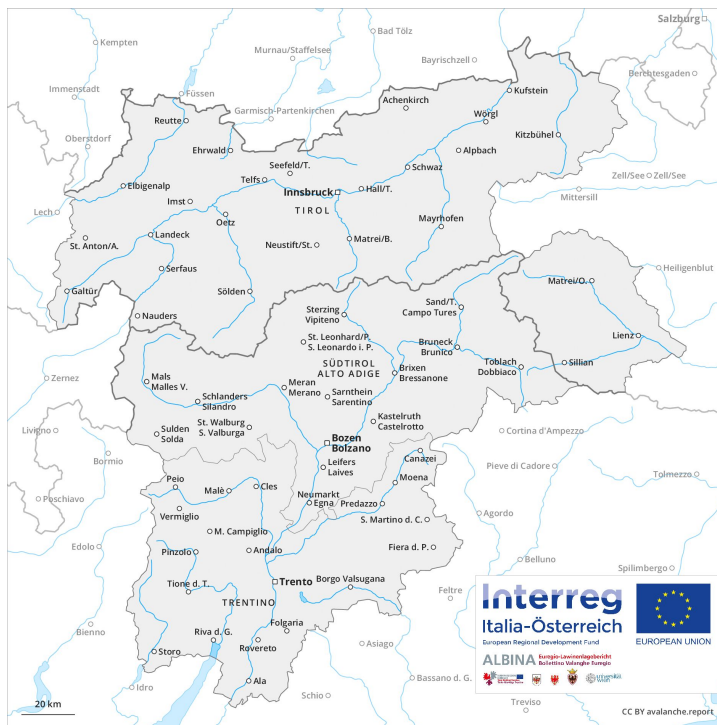 Salzburg
Kempten
Bad Tölz
Murnau/Staffelsee
Bayrischzell
Berchtesgaden
Immenstadt
Füssen
Kufstein
Garmisch-Partenkirchen
Achenkirch
Reutte
Wörgl
Oberstdorf
Kitzbühel
Ehrwald
Alpbach
Seefeld/T.
Schwaz
Telfs
Zell/See
Zell/See
Elbigenalp
Innsbruck
Hall/T.
Mittersill
Imst
TIROL
Lech
Oetz
Mayrhofen
Landeck
Matrei/B.
St. Anton/A.
Neustift/St.
Serfaus
Heiligenblut
Matrei/O.
Galtür
Sölden
Sand/T.
Campo Tures
Nauders
Sterzing
Vipiteno
Lienz
St. Leonhard/P.
S. Leonardo i. P.
Bruneck
Brunico
SÜDTIROL
ALTO ADIGE
Toblach
Dobbiaco
Sillian
Brixen
Bressanone
Zernez
Mals
Malles V.
Meran
Merano
Schlanders
Silandro
Sarnthein
Sarentino
St. Walburg
S. Valburga
Kastelruth
Castelrotto
Livigno
Sulden
Solda
Cortina d'Ampezzo
Bozen
Bolzano
Bormio
Canazei
Pieve di Cadore
Leifers
Laives
Tolmezzo
Peio
Malè
Cles
Moena
Poschiavo
Neumarkt
Egna
Predazzo
Vermiglio
S. Martino d. C.
Agordo
M. Campiglio
Edolo
Pinzolo
Andalo
Fiera d. P.
Belluno
Spilimbergo
Tione d. T.
Trento
Borgo Valsugana
Feltre
TRENTINO
Folgaria
Bienno
Riva d. G.
Rovereto
Asiago
Storo
Ala
Idro
Schio
Bassano d. G.
Treviso
20 km
Interreg
Italia-Österreich
European Regional Development Fund
EUROPEAN UNION
ALBINA
Euregio-Lawinenlagebericht
Bollettino Valanghe Euregio
universität
wien
CC BY avalanche.report